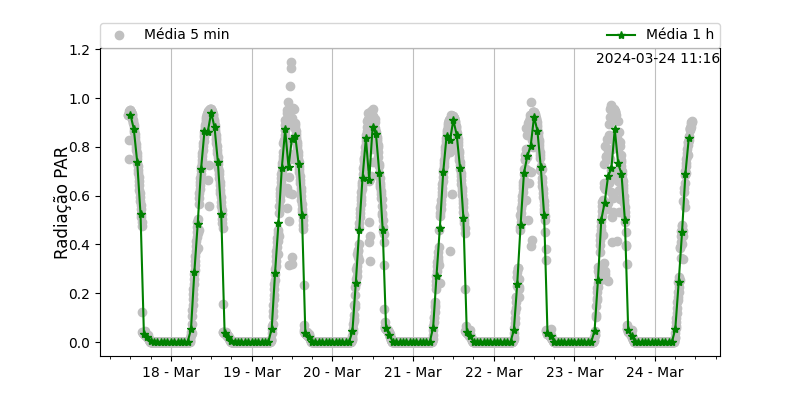 Média 5 min
Média 1 h
2024-03-24 11:16
Radiação PAR
1.2
1.0
0.8
0.6
0.4
0.2
0.0
18 - Mar
19 - Mar
20 - Mar
21 - Mar
22 - Mar
23 - Mar
24 - Mar